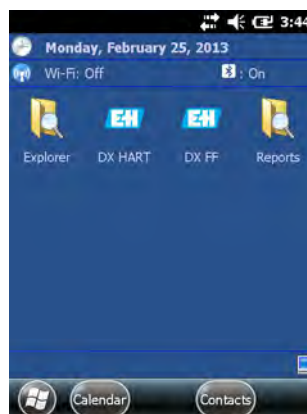 3:44
Monday, February 25, 2013
Wi-Fi: Off : On
E+H E+H
Explorer DX HART DX FF Reports
Calendar Contacts